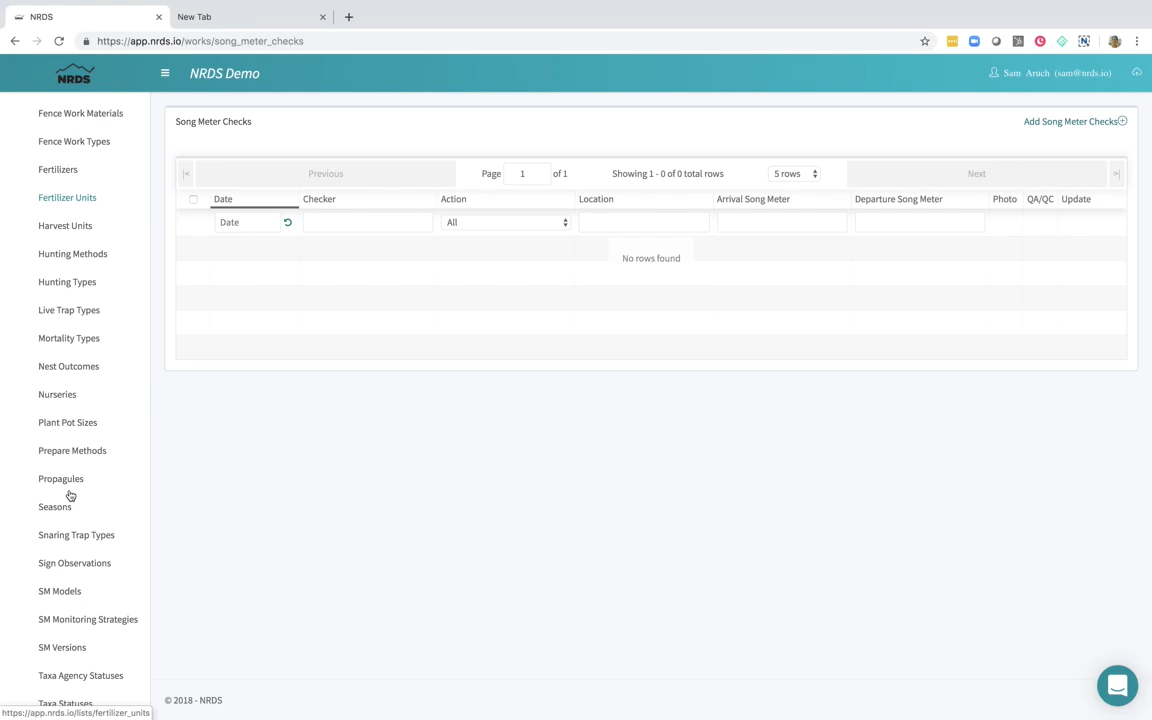 NRDS
New Tab
https://app.nrds.io/works/song_meter_checks
NRDS
NRDS Demo
Sam Aruch (sam@nrds.io)
Fence Work Materials
Fence Work Types
Fertilizers
Fertilizer Units
Harvest Units
Hunting Methods
Hunting Types
Live Trap Types
Mortality Types
Nest Outcomes
Nurseries
Plant Pot Sizes
Prepare Methods
Propagules
Seasons
Snaring Trap Types
Sign Observations
SM Models
SM Monitoring Strategies
SM Versions
Taxa Agency Statuses
Taxa Statuses
https://app.nrds.io/lists/fertilizer_units
Song Meter Checks
Add Song Meter Checks
Previous Page 1 of 1 Showing 1 - 0 of 0 total rows 5 rows Next
Date Checker Action Location Arrival Song Meter Departure Song Meter Photo QA/QC Update
Date All
No rows found
© 2018 - NRDS